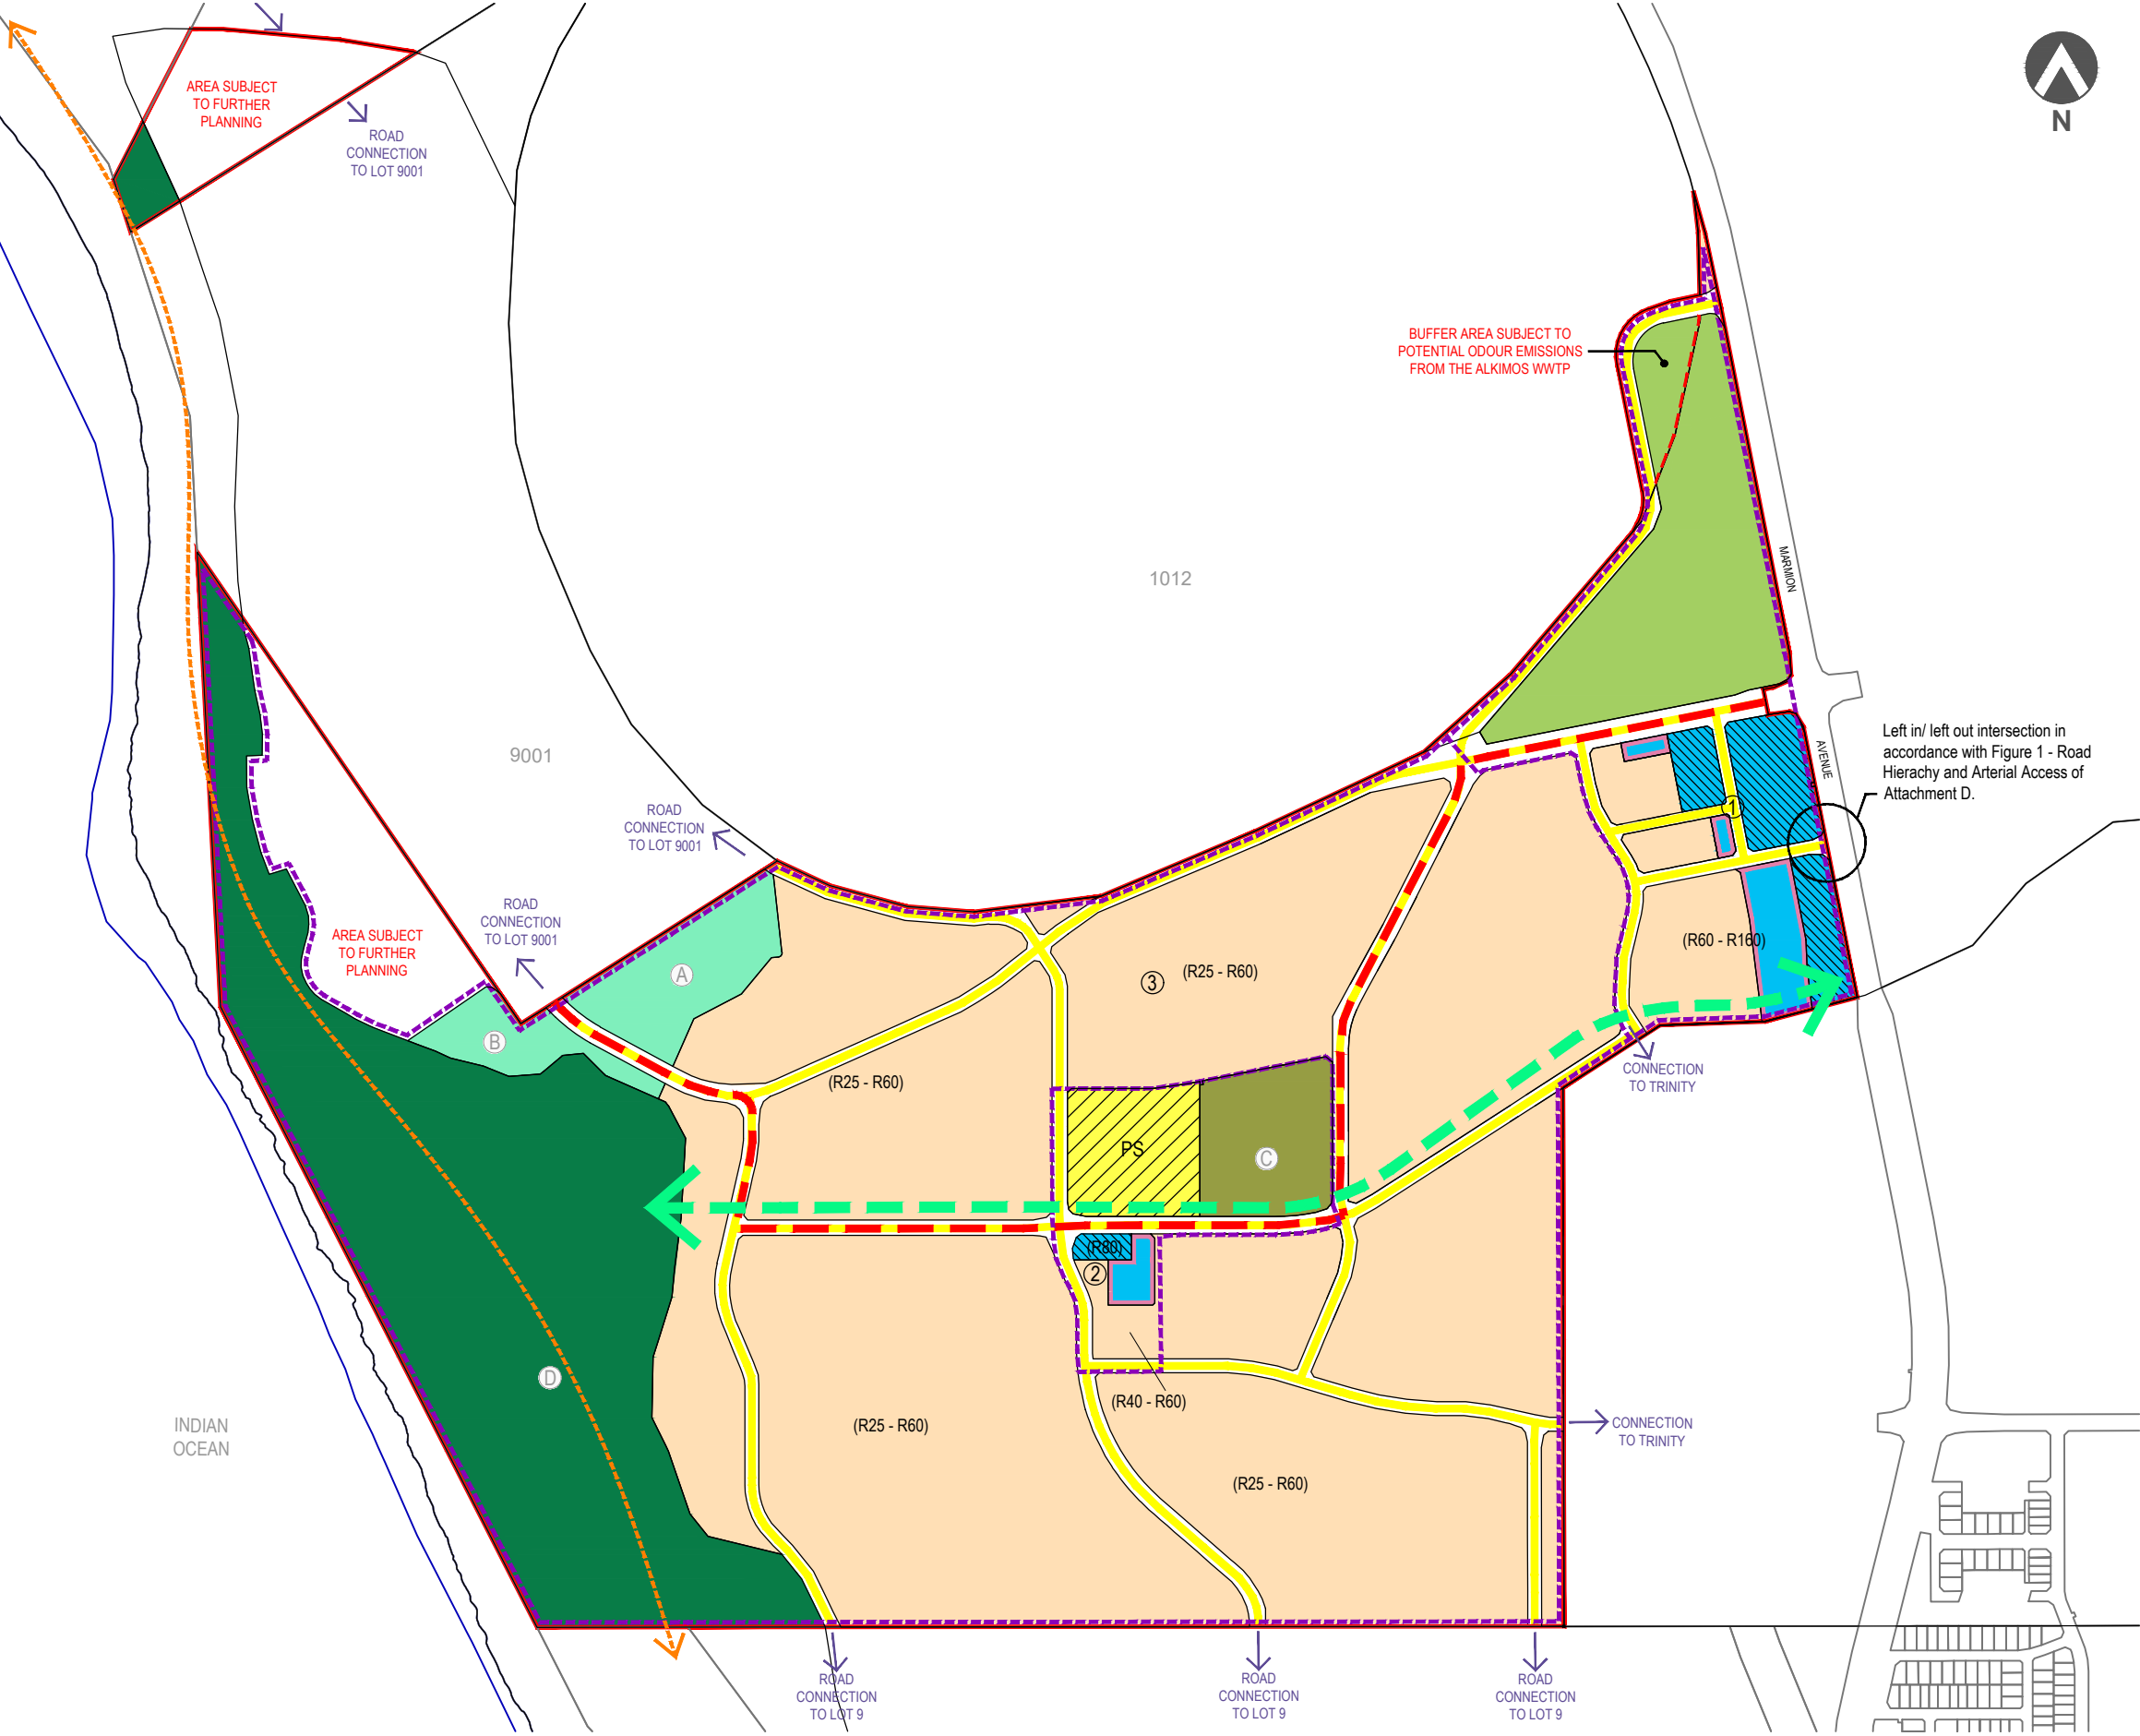 AREA SUBJECT
TO FURTHER
PLANNING
ROAD
CONNECTION
TO LOT 9001
N
BUFFER AREA SUBJECT TO
POTENTIAL ODOUR EMISSIONS
FROM THE ALKIMOS WWTP
1012
MARMION
AVENUE
9001
Left in/ left out intersection in
accordance with Figure 1 - Road
Hierachy and Arterial Access of
Attachment D.
ROAD
CONNECTION
TO LOT 9001
1
ROAD
CONNECTION
TO LOT 9001
AREA SUBJECT
TO FURTHER
PLANNING
A
B
3
(R25 - R60)
(R60 - R160)
(R25 - R60)
CONNECTION
TO TRINITY
PS
C
(R80)
2
D
(R40 - R60)
(R25 - R60)
(R25 - R60)
CONNECTION
TO TRINITY
INDIAN
OCEAN
ROAD
CONNECTION
TO LOT 9
ROAD
CONNECTION
TO LOT 9
ROAD
CONNECTION
TO LOT 9